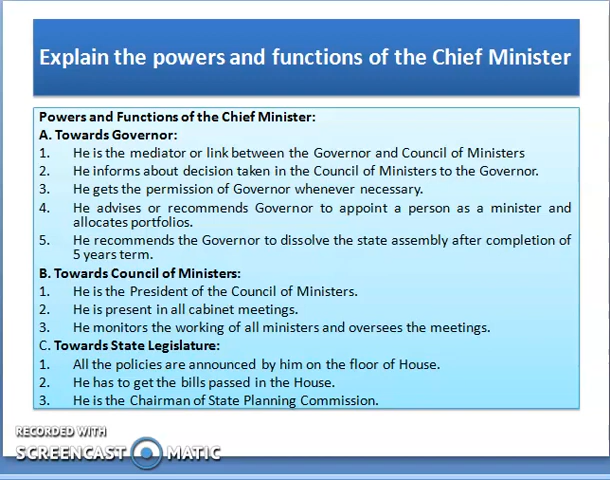 Explain the powers and functions of the Chief Minister
Powers and Functions of the Chief Minister:
A. Towards Governor:
1. He is the mediator or link between the Governor and Council of Ministers
2. He informs about decision taken in the Council of Ministers to the Governor.
3. He gets the permission of Governor whenever necessary.
4. He advises or recommends Governor to appoint a person as a minister and
allocates portfolios.
5. He recommends the Governor to dissolve the state assembly after completion of
5 years term.
B. Towards Council of Ministers:
1. He is the President of the Council of Ministers.
2. He is present in all cabinet meetings.
3. He monitors the working of all ministers and oversees the meetings.
C. Towards State Legislature:
1. All the policies are announced by him on the floor of House.
2. He has to get the bills passed in the House.
3. He is the Chairman of State Planning Commission.
RECORDED WITH
SCREENCAST MATIC